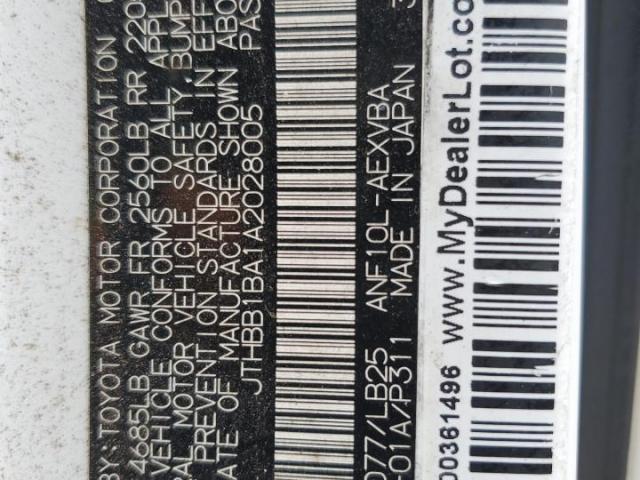 BY: TOYOTA MOTOR CORPORATION
4685LB GAWR FR 2560LB RR 220
VEHICLE CONFORMS TO ALL APPL
AL MOTOR VEHICLE SAFETY, BUMP
PREVENTION STANDARDS IN EFF
ATE OF MANUFACTURE SHOWN ABO
JTHBB1BA1A2028005 PAS
077/LB25 ANF10L-AEXVBA
-01A/P311 MADE IN JAPAN
00361496 www.MyDealerLot.com